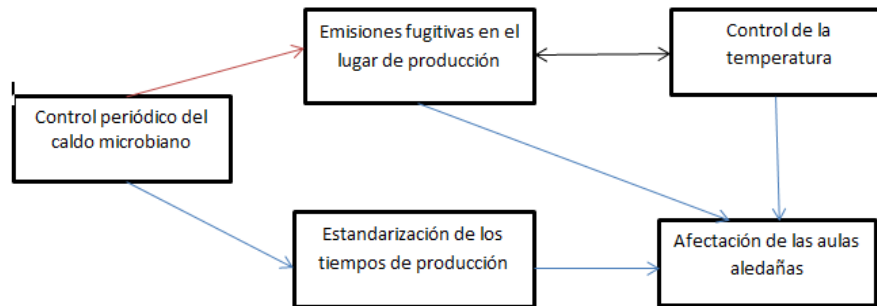 Emisiones fugitivas en el
lugar de producción
Control de la
temperatura
Control periódico del
caldo microbiano
Estandarización de los
tiempos de producción
Afectación de las aulas
aledañas